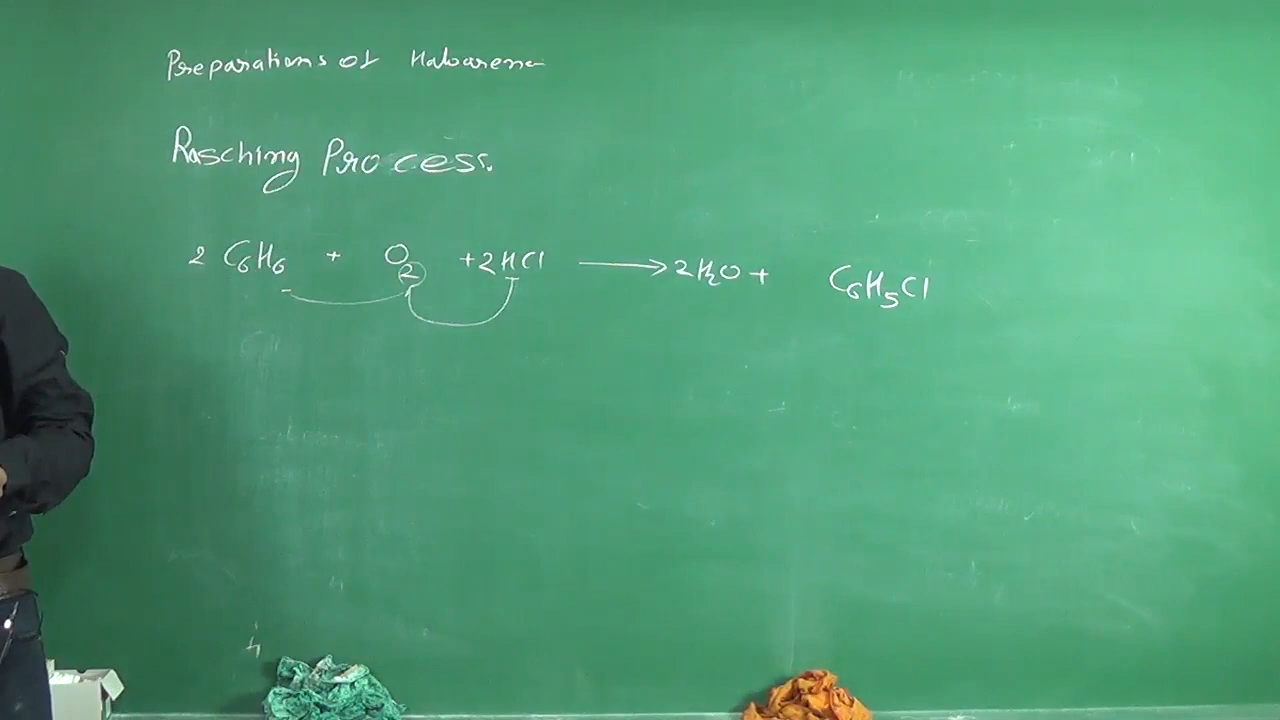 Preparations of Haloarene
Rasching Process.
2 C₆H₆ + O₂ + 2HCl ⟶ 2H₂O + C₆H₅Cl